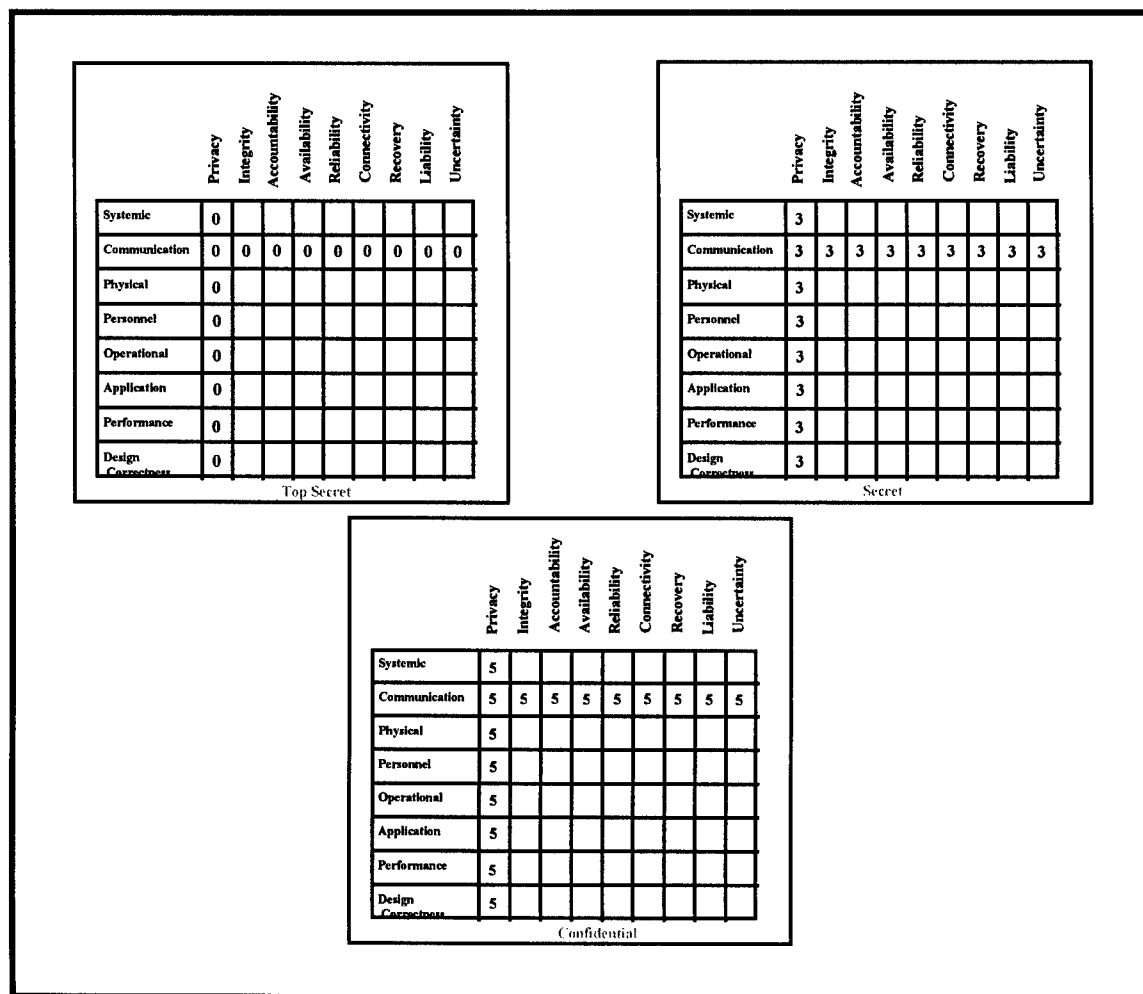 Privacy Integrity Accountability Availability Reliability Connectivity Recovery Liability Uncertainty
Systemic 0
Communication 0 0 0 0 0 0 0 0 0
Physical 0
Personnel 0
Operational 0
Application 0
Performance 0
Design 0
Correctness
Top Secret
Privacy Integrity Accountability Availability Reliability Connectivity Recovery Liability Uncertainty
Systemic 3
Communication 3 3 3 3 3 3 3 3 3
Physical 3
Personnel 3
Operational 3
Application 3
Performance 3
Design 3
Correctness
Secret
Privacy Integrity Accountability Availability Reliability Connectivity Recovery Liability Uncertainty
Systemic 5
Communication 5 5 5 5 5 5 5 5 5
Physical 5
Personnel 5
Operational 5
Application 5
Performance 5
Design 5
Correctness
Confidential